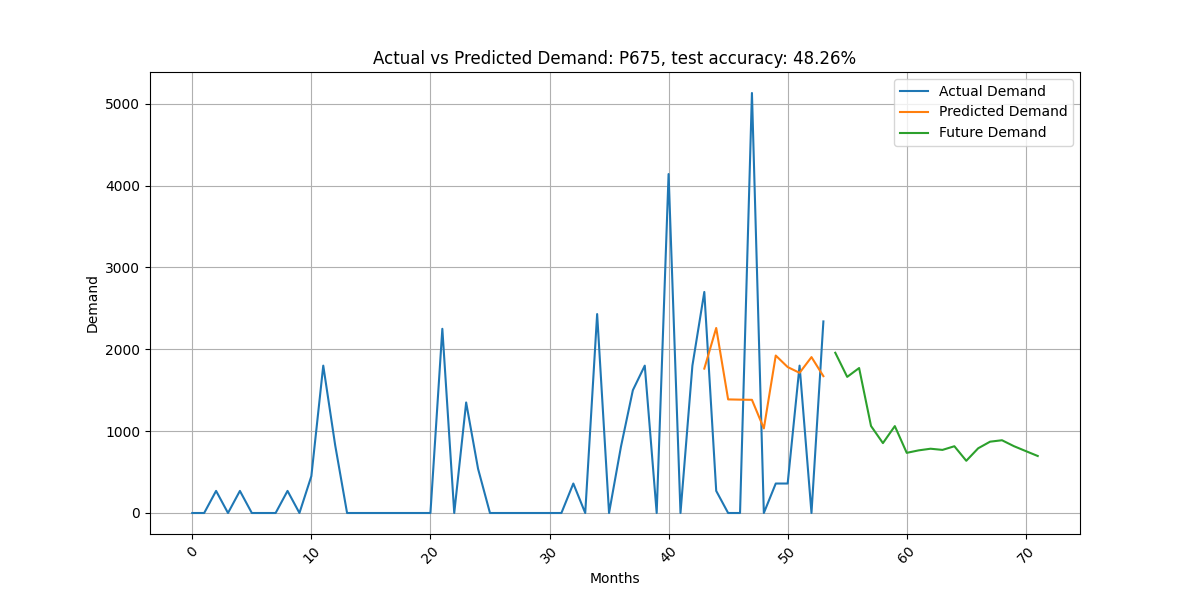 Actual vs Predicted Demand: P675, test accuracy: 48.26%
Actual Demand
Predicted Demand
Future Demand
5000
4000
3000
2000
1000
0
Demand
0
10
20
30
40
50
60
70
Months